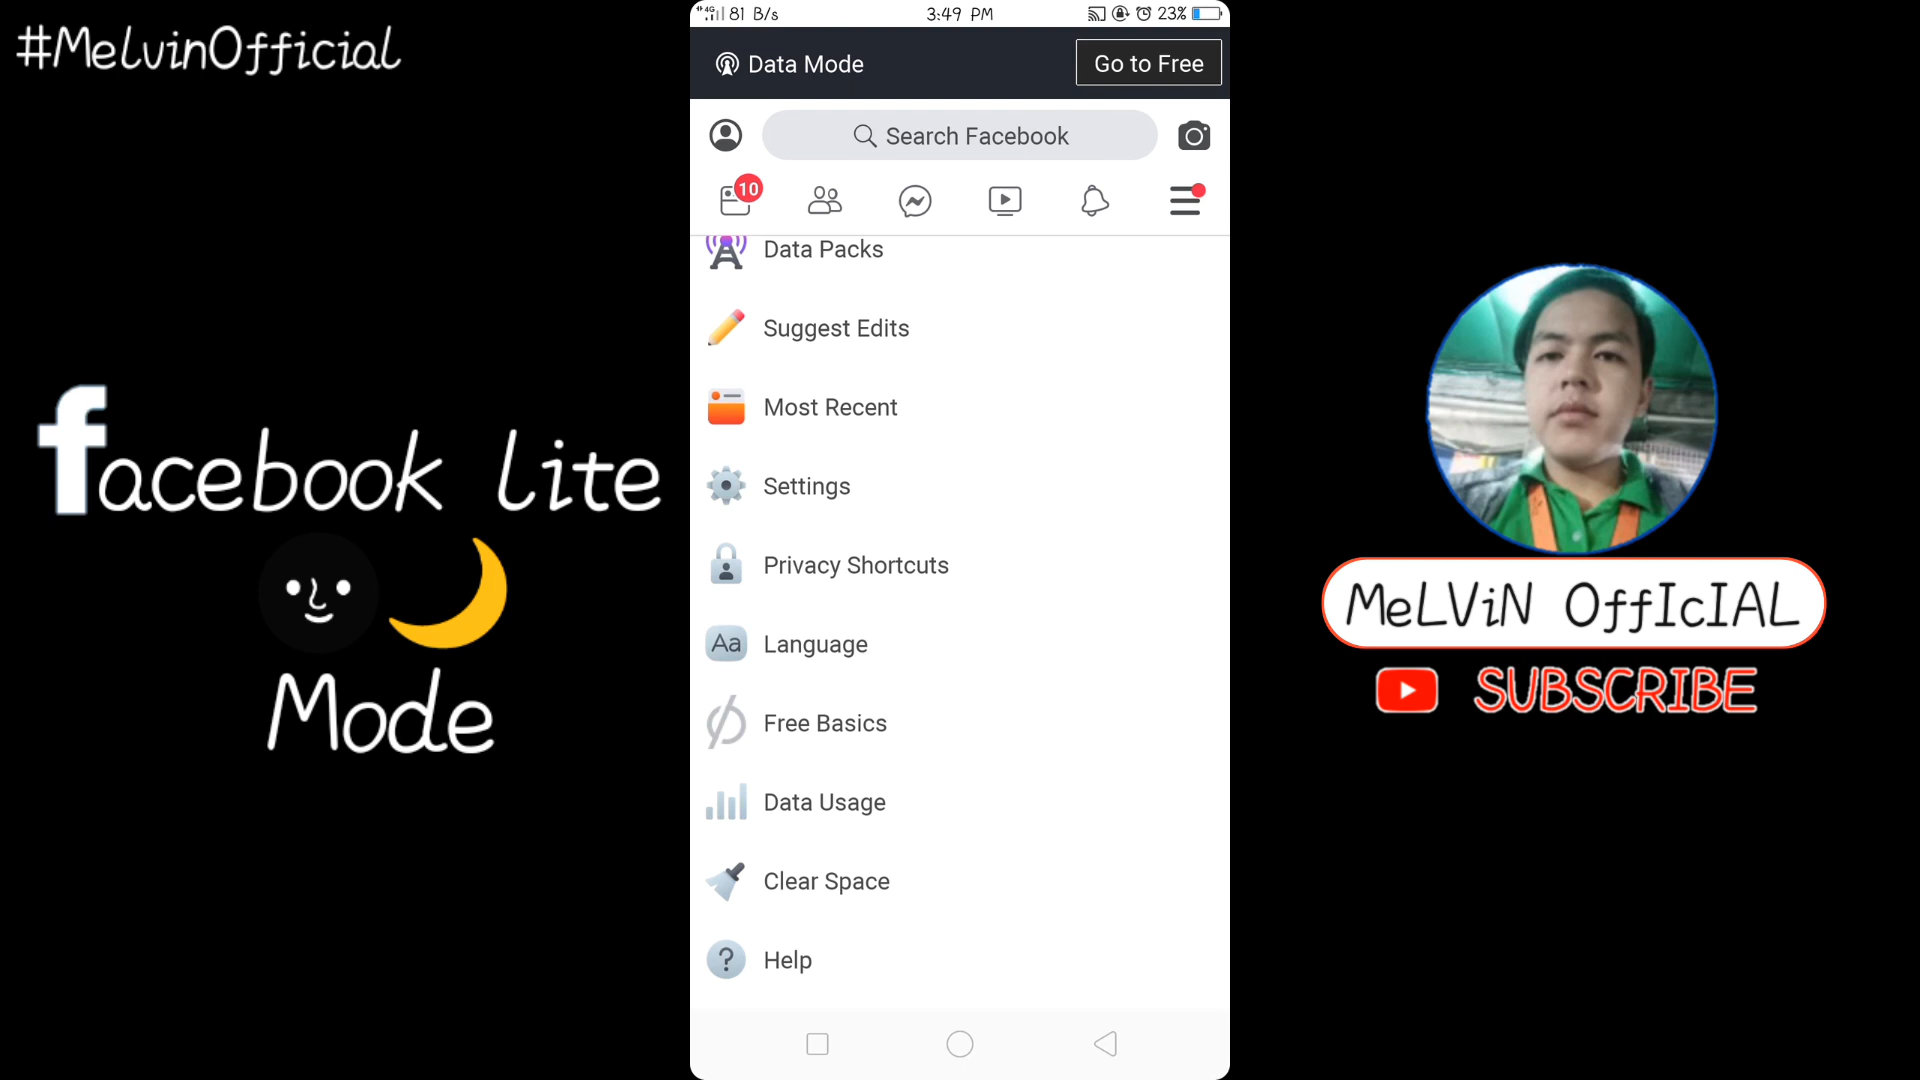 #MelvinOfficial
4G 81 B/s 3:49 PM 23%
Data Mode Go to Free
Search Facebook
10
Data Packs
Suggest Edits
Most Recent
Settings
Privacy Shortcuts
Aa Language
Free Basics
Data Usage
Clear Space
? Help
facebook lite
Mode
MeLViN OffIcIAL
SUBSCRIBE